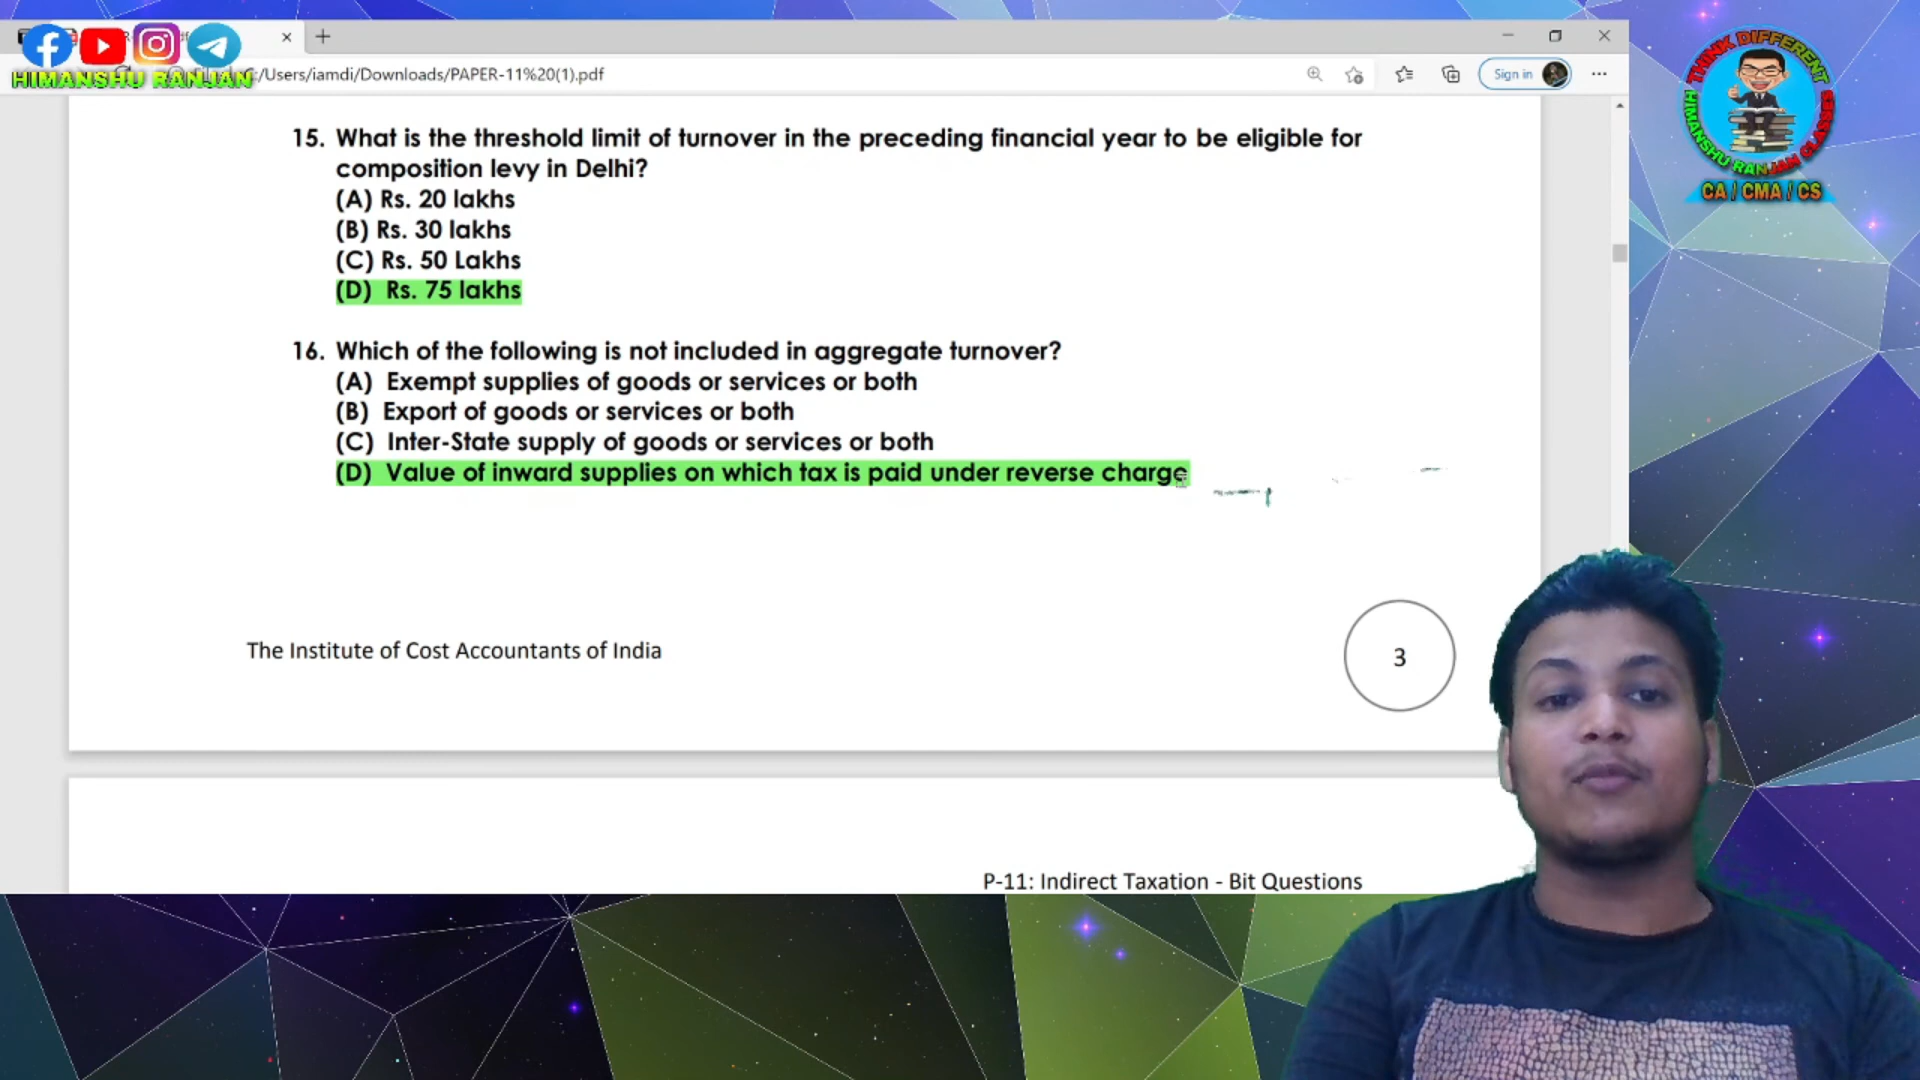 HIMANSHU RANJAN
:/Users/iamdi/Downloads/PAPER-11%20(1).pdf
Sign in
THINK DIFFERENT
HIMANSHU RANJAN CLASSES
CA / CMA / CS
15. What is the threshold limit of turnover in the preceding financial year to be eligible for
composition levy in Delhi?
(A) Rs. 20 lakhs
(B) Rs. 30 lakhs
(C) Rs. 50 Lakhs
(D) Rs. 75 lakhs
16. Which of the following is not included in aggregate turnover?
(A) Exempt supplies of goods or services or both
(B) Export of goods or services or both
(C) Inter-State supply of goods or services or both
(D) Value of inward supplies on which tax is paid under reverse charge
The Institute of Cost Accountants of India
3
P-11: Indirect Taxation - Bit Questions